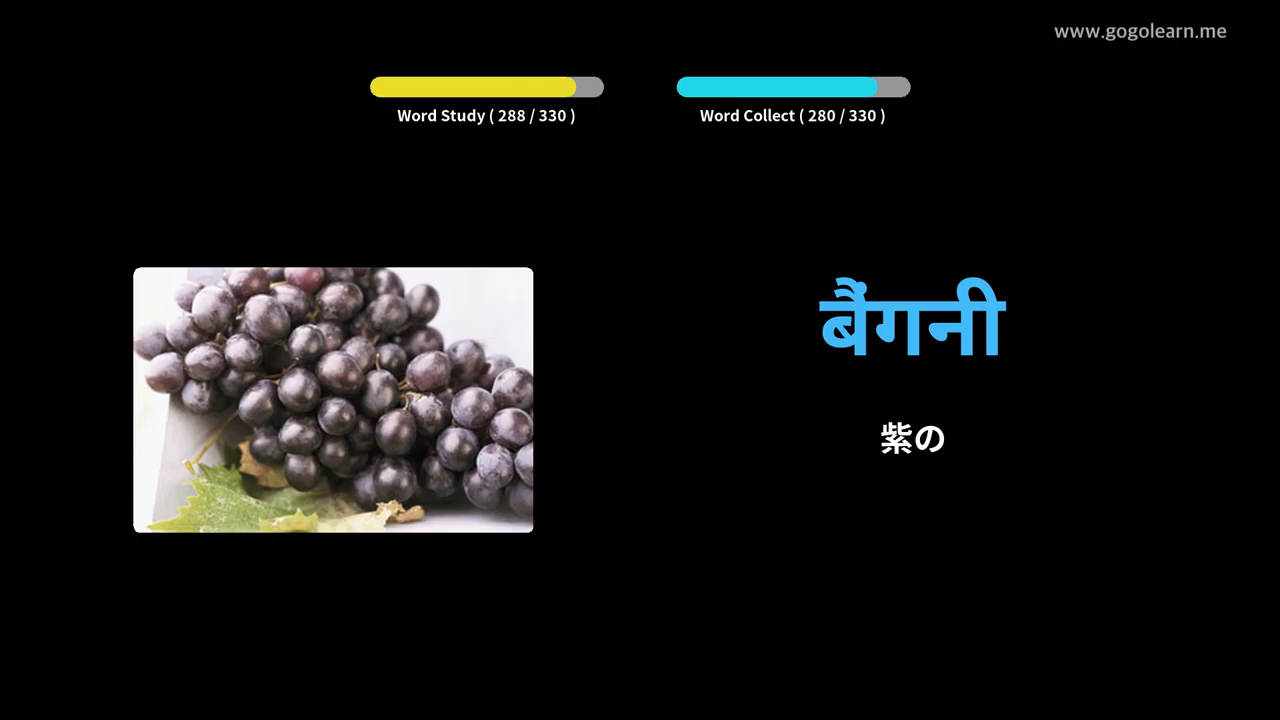 www.gogolearn.me
Word Study ( 288 / 330 )
Word Collect ( 280 / 330 )
बैंगनी
紫の